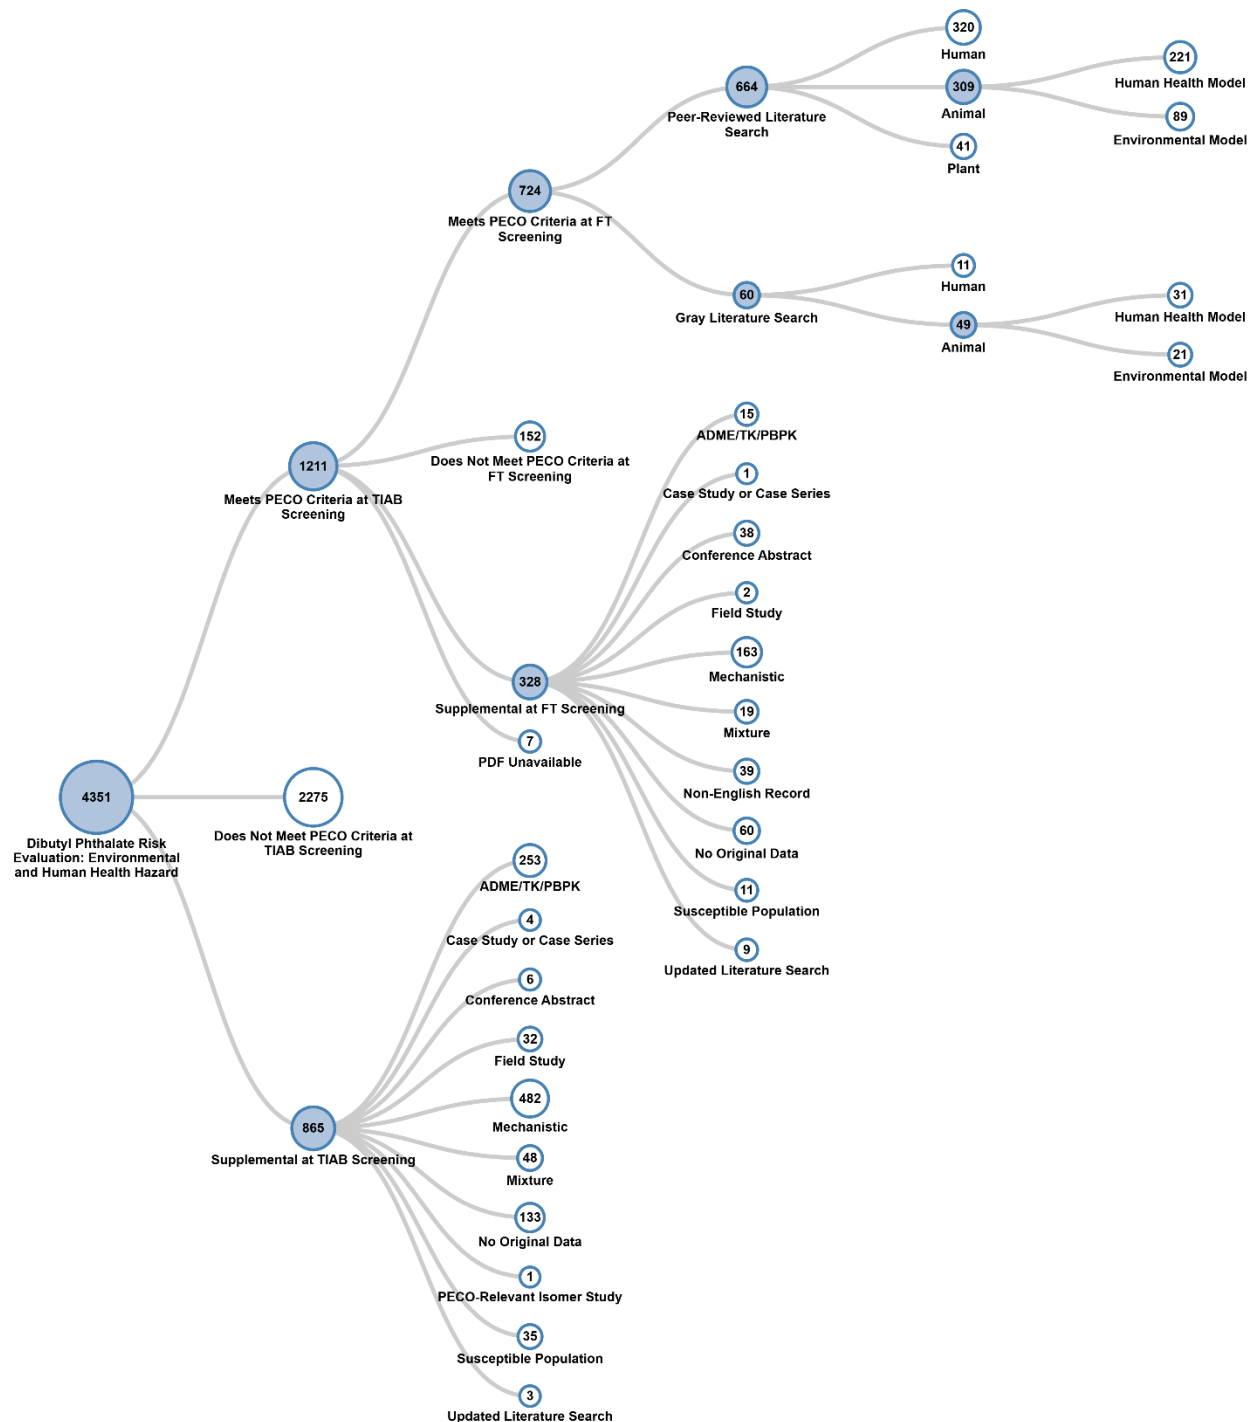 4351
Dibutyl Phthalate Risk
Evaluation: Environmental
and Human Health Hazard
1211
Meets PECO Criteria at TIAB
Screening
2275
Does Not Meet PECO Criteria at
TIAB Screening
865
Supplemental at TIAB Screening
724
Meets PECO Criteria at FT
Screening
152
Does Not Meet PECO Criteria at
FT Screening
328
Supplemental at FT Screening
7
PDF Unavailable
253
ADME/TK/PBPK
4
Case Study or Case Series
6
Conference Abstract
32
Field Study
482
Mechanistic
48
Mixture
133
No Original Data
1
PECO-Relevant Isomer Study
35
Susceptible Population
3
Updated Literature Search
664
Peer-Reviewed Literature
Search
60
Gray Literature Search
15
ADME/TK/PBPK
1
Case Study or Case Series
38
Conference Abstract
2
Field Study
163
Mechanistic
19
Mixture
39
Non-English Record
60
No Original Data
11
Susceptible Population
9
Updated Literature Search
320
Human
309
Animal
41
Plant
11
Human
49
Animal
221
Human Health Model
89
Environmental Model
31
Human Health Model
21
Environmental Model